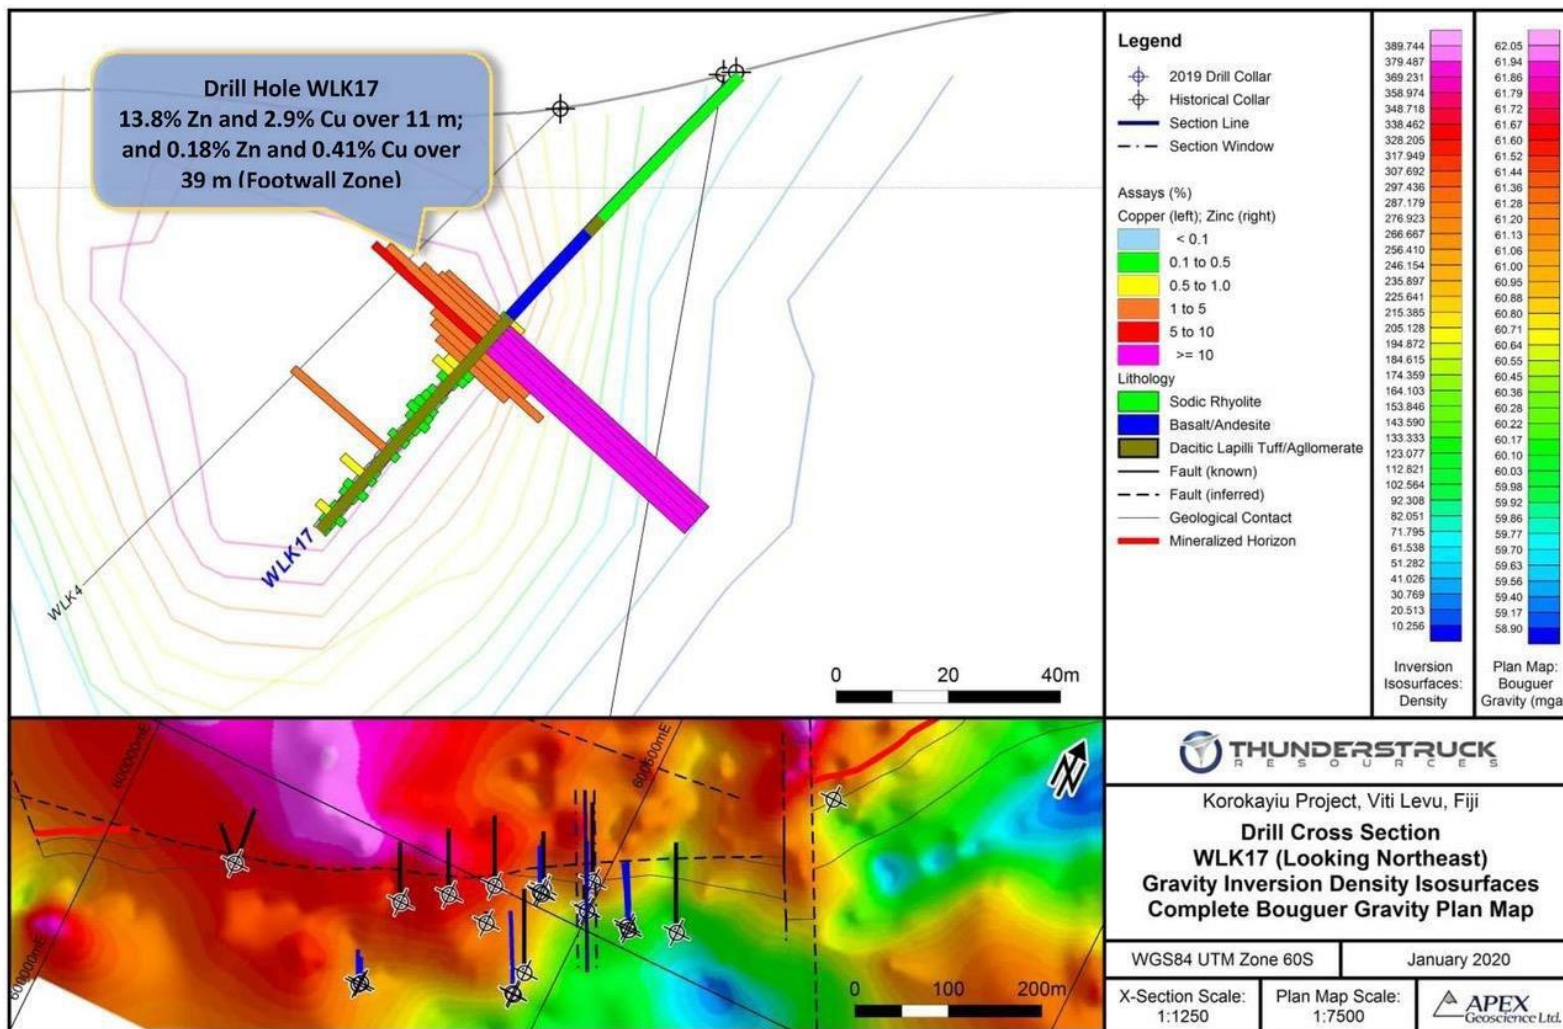 Drill Hole WLK17
13.8% Zn and 2.9% Cu over 11 m;
and 0.18% Zn and 0.41% Cu over
39 m (Footwall Zone)
WLK17
WLK4
0 20 40m
Legend
2019 Drill Collar
Historical Collar
Section Line
Section Window
Assays (%)
Copper (left); Zinc (right)
< 0.1
0.1 to 0.5
0.5 to 1.0
1 to 5
5 to 10
>= 10
Lithology
Sodic Rhyolite
Basalt/Andesite
Dacitic Lapilli Tuff/Aglomerate
Fault (known)
Fault (inferred)
Geological Contact
Mineralized Horizon
389.744
379.487
369.231
358.974
348.718
338.462
328.205
317.949
307.692
297.436
287.179
276.923
266.667
256.410
246.154
235.897
225.641
215.385
205.128
194.872
184.615
174.359
164.103
153.846
143.590
133.333
123.077
112.821
102.564
92.308
82.051
71.795
61.538
51.282
41.026
30.769
20.513
10.256
Inversion
Isosurfaces:
Density
62.05
61.94
61.86
61.79
61.72
61.67
61.60
61.52
61.44
61.36
61.28
61.20
61.13
61.06
61.00
60.95
60.88
60.80
60.71
60.64
60.55
60.45
60.36
60.28
60.22
60.17
60.10
60.03
59.98
59.92
59.86
59.77
59.70
59.63
59.56
59.40
59.17
58.90
Plan Map:
Bouguer
Gravity (mga
600000mE
N
0 100 200m
THUNDERSTRUCK
RESOURCES
Korokayiu Project, Viti Levu, Fiji
Drill Cross Section
WLK17 (Looking Northeast)
Gravity Inversion Density Isosurfaces
Complete Bouguer Gravity Plan Map
WGS84 UTM Zone 60S
January 2020
X-Section Scale:
1:1250
Plan Map Scale:
1:7500
APEX
Geoscience Ltd.